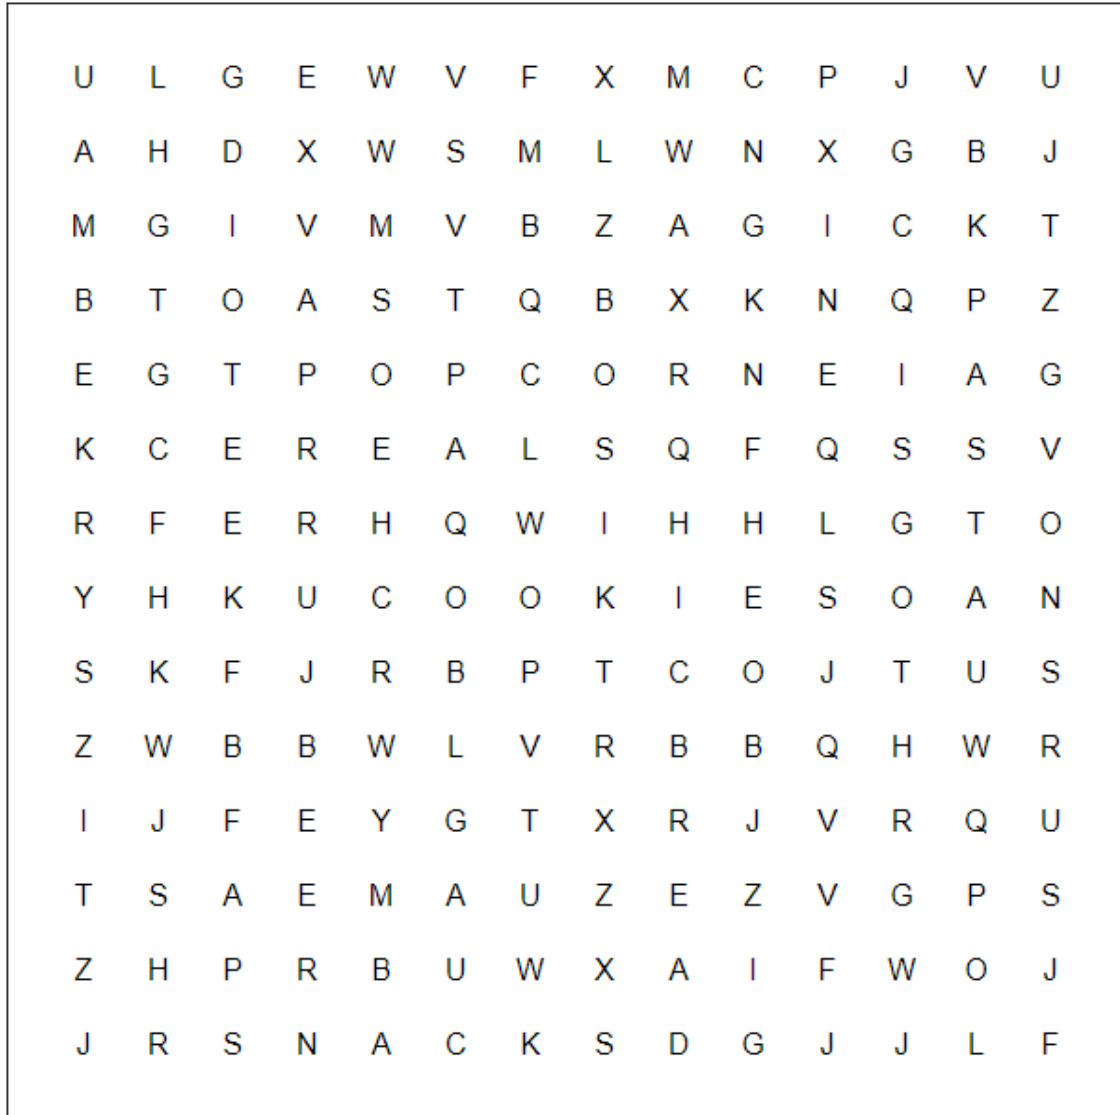 U L G E W V F X M C P J V U
A H D X W S M L W N X G B J
M G I V M V B Z A G I C K T
B T O A S T Q B X K N Q P Z
E G T P O P C O R N E I A G
K C E R E A L S Q F Q S S V
R F E R H Q W I H H L G T O
Y H K U C O O K I E S O A N
S K F J R B P T C O J T U S
Z W B B W L V R B B Q H W R
I J F E Y G T X R J V R Q U
T S A E M A U Z E Z V G P S
Z H P R B U W X A I F W O J
J R S N A C K S D G J J L F